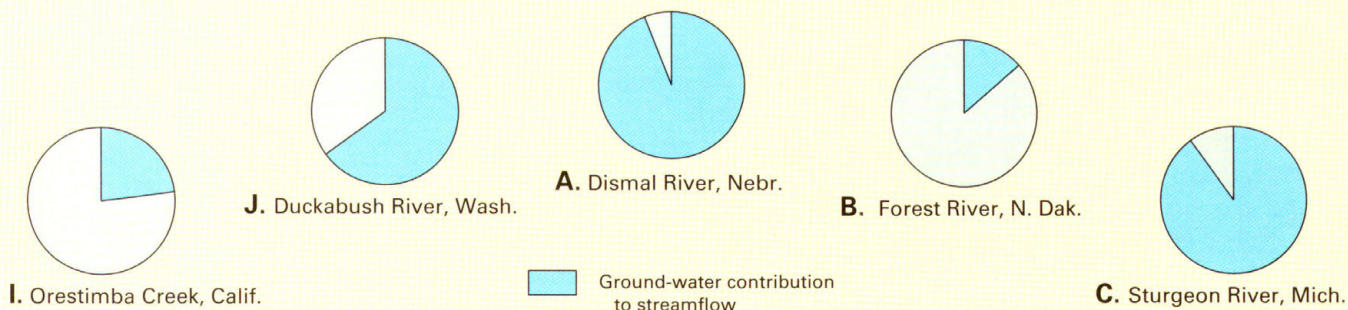 A. Dismal River, Nebr.
J. Duckabush River, Wash.
B. Forest River, N. Dak.
I. Orestimba Creek, Calif.
Ground-water contribution
to streamflow
C. Sturgeon River, Mich.